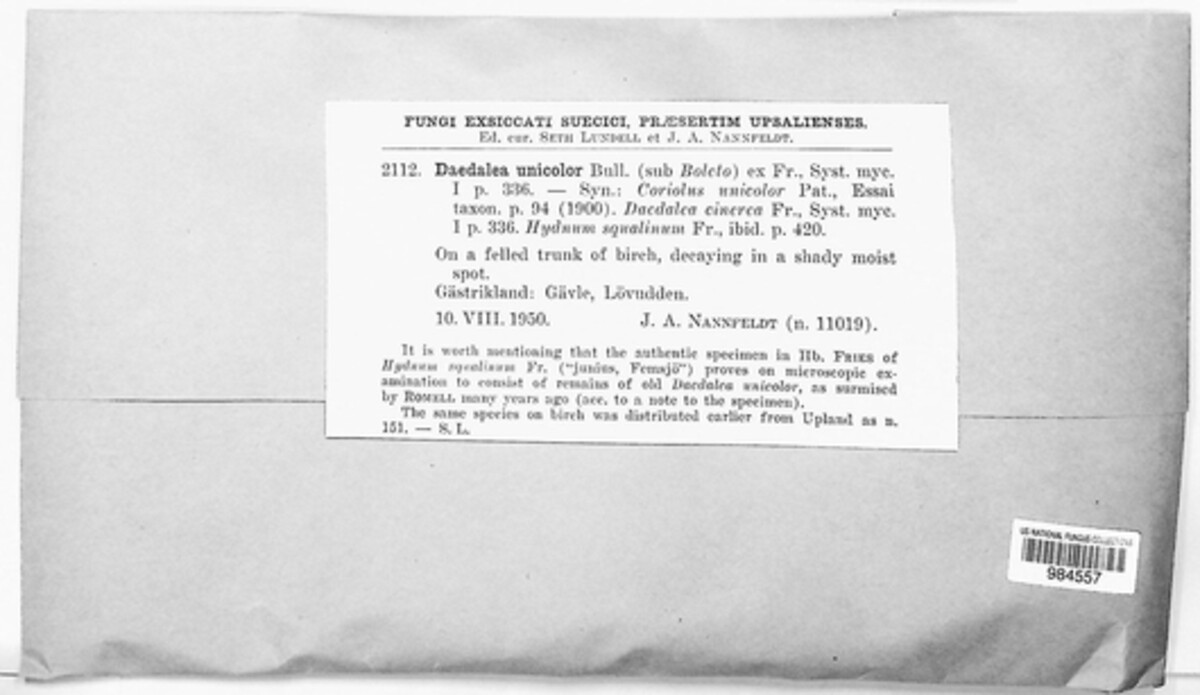 FUNGI EXSICCATI SUECICI, PRÆSERTIM UPSALIENSES.
Ed. cur. SETH LUNDELL et J. A. NANNFELDT.
2112. Daedalea unicolor Bull. (sub Boleto) ex Fr., Syst. myc.
I p. 336. — Syn.: Coriolus unicolor Pat., Essai
taxon. p. 94 (1900). Daedalea cinerea Fr., Syst. myc.
I p. 336. Hydnum squalinum Fr., ibid. p. 420.
On a felled trunk of birch, decaying in a shady moist
spot.
Gästrikland: Gävle, Lövudden.
10. VIII. 1950. J. A. NANNFELDT (n. 11019).
It is worth mentioning that the authentic specimen in Hb. FRIES of
Hydnum squalinum Fr. ("junius, Femsjö") proves on microscopic ex-
amination to consist of remains of old Daedalea unicolor, as surmised
by ROMELL many years ago (acc. to a note to the specimen).
The same species on birch was distributed earlier from Upland as n.
151. — S. L.
US NATIONAL FUNGUS COLLECTIONS
984557